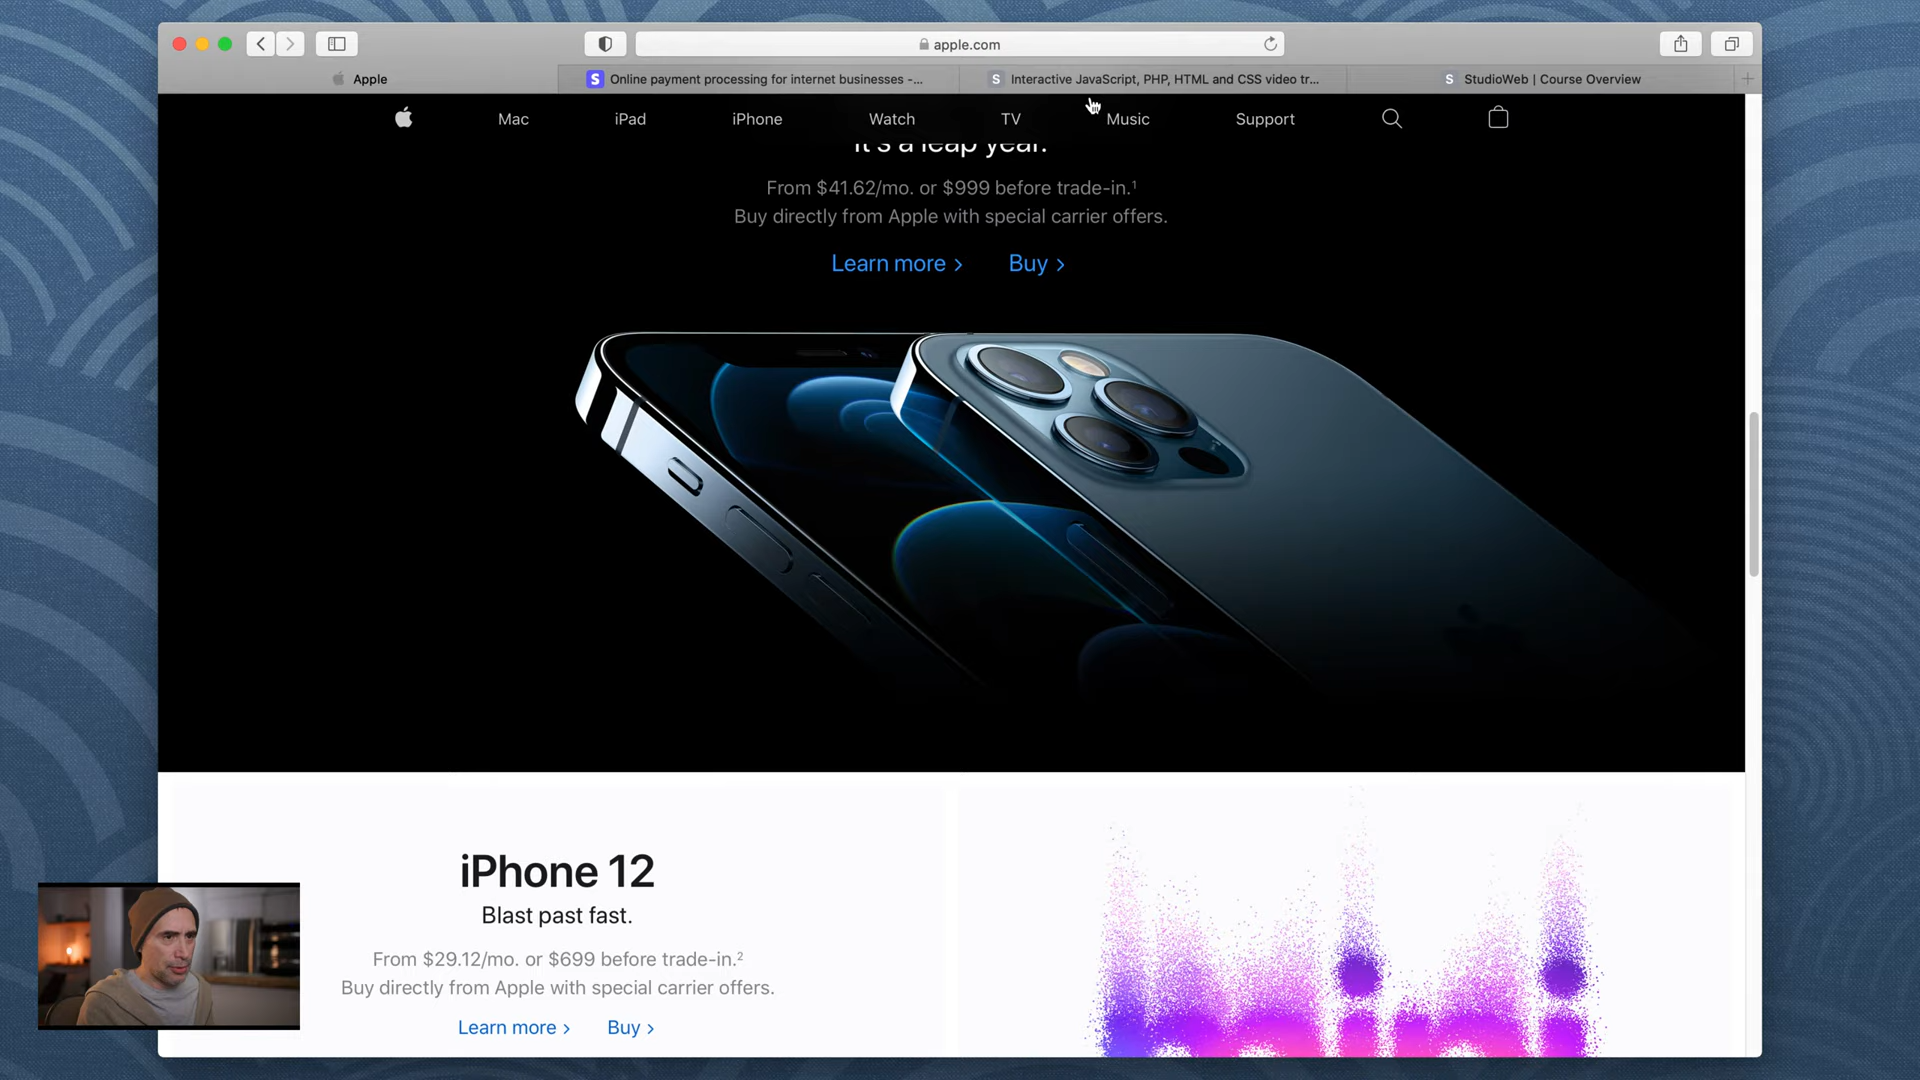 apple.com
Apple
Online payment processing for internet businesses -...
Interactive JavaScript, PHP, HTML and CSS video tr...
StudioWeb | Course Overview
Mac
iPad
iPhone
Watch
TV
Music
Support
It's a leap year.
From $41.62/mo. or $999 before trade-in.¹
Buy directly from Apple with special carrier offers.
Learn more >
Buy >
iPhone 12
Blast past fast.
From $29.12/mo. or $699 before trade-in.²
Buy directly from Apple with special carrier offers.
Learn more >
Buy >